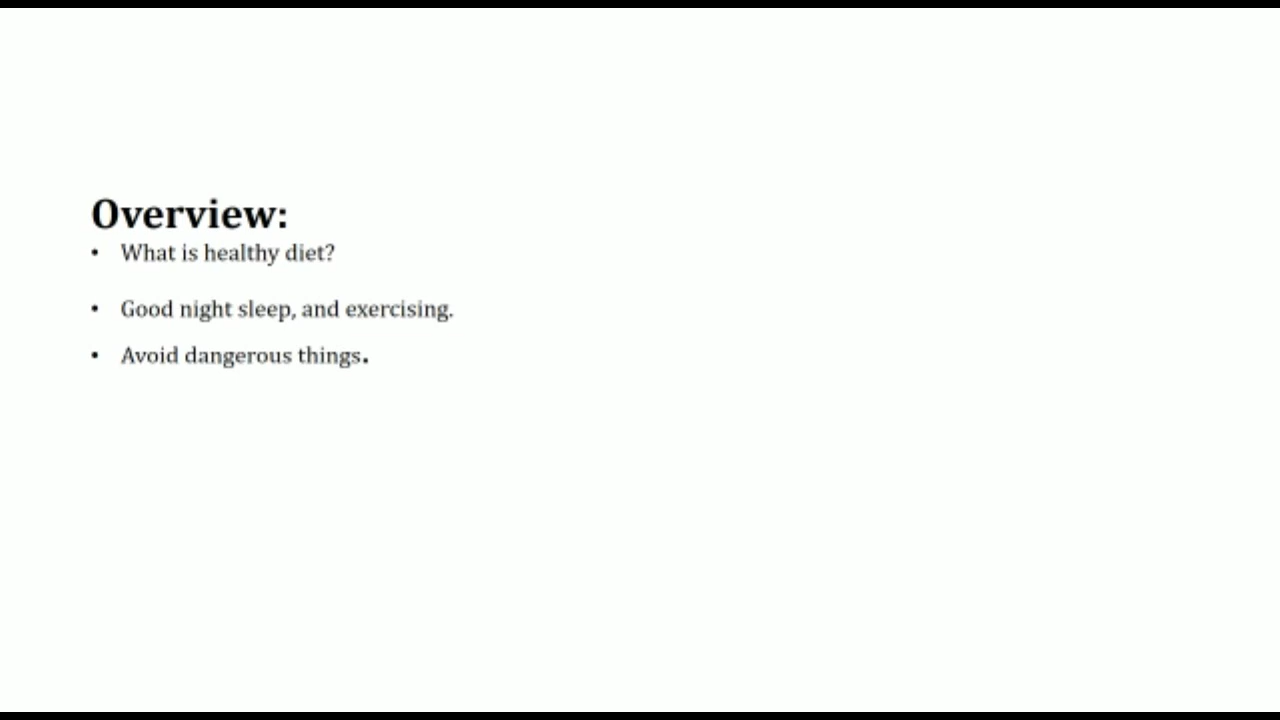 Overview:
• What is healthy diet?
• Good night sleep, and exercising.
• Avoid dangerous things.